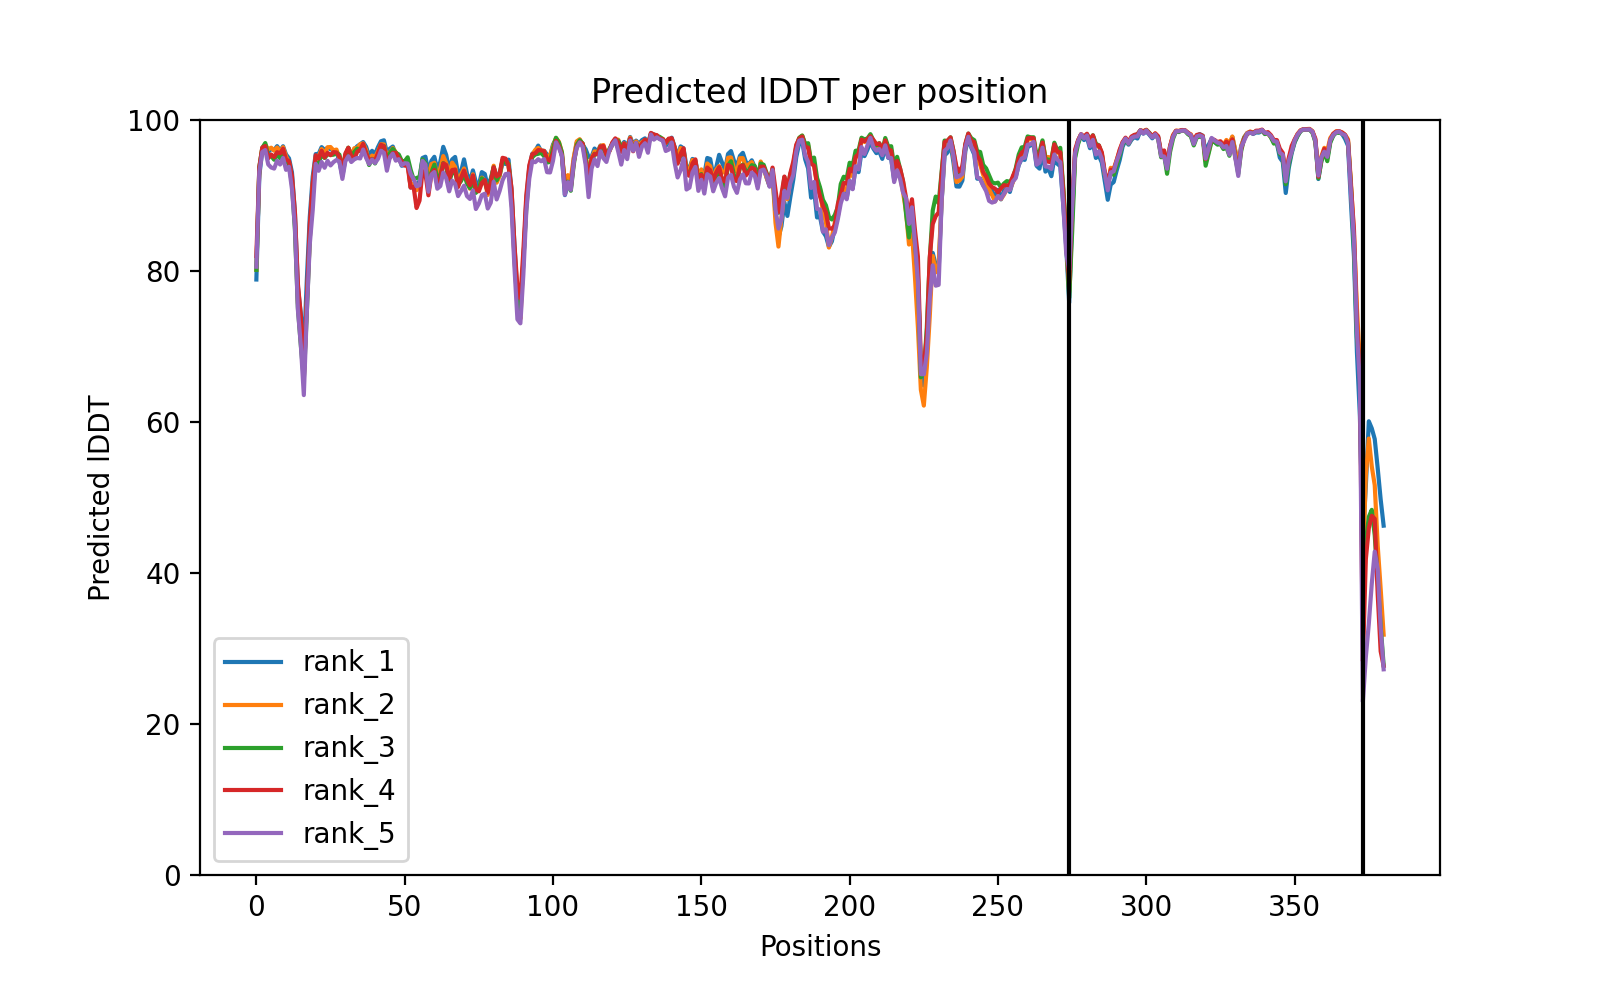 Predicted lDDT per position
100
80
60
40
20
0
Predicted lDDT
rank_1
rank_2
rank_3
rank_4
rank_5
0 50 100 150 200 250 300 350
Positions